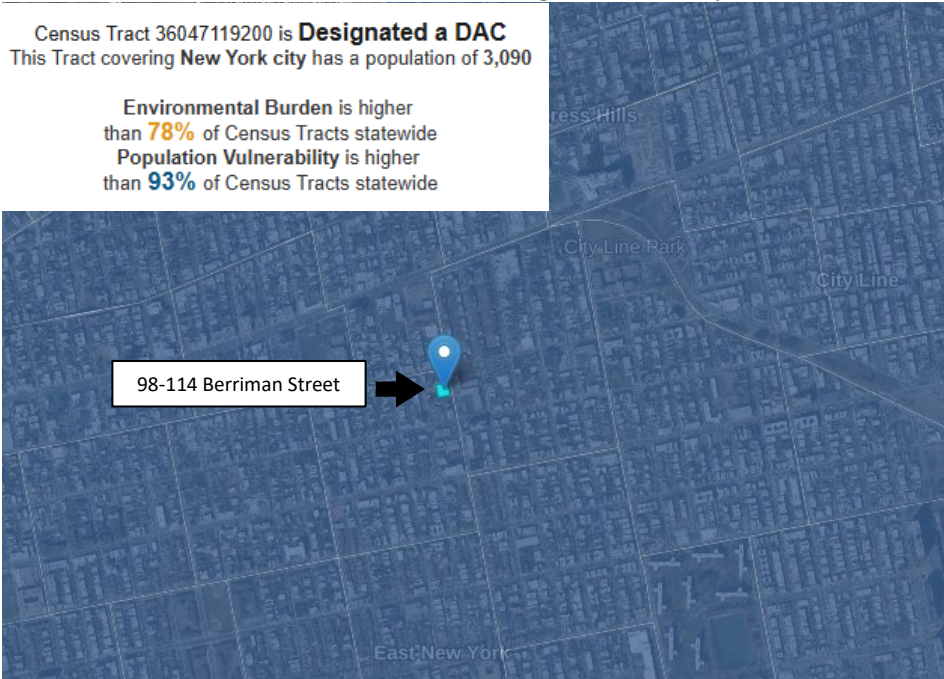 Census Tract 36047119200 is Designated a DAC
This Tract covering New York city has a population of 3,090
Environmental Burden is higher
than 78% of Census Tracts statewide
Population Vulnerability is higher
than 93% of Census Tracts statewide
ress Hills
City Line Park
City Line
98-114 Berriman Street
East New York